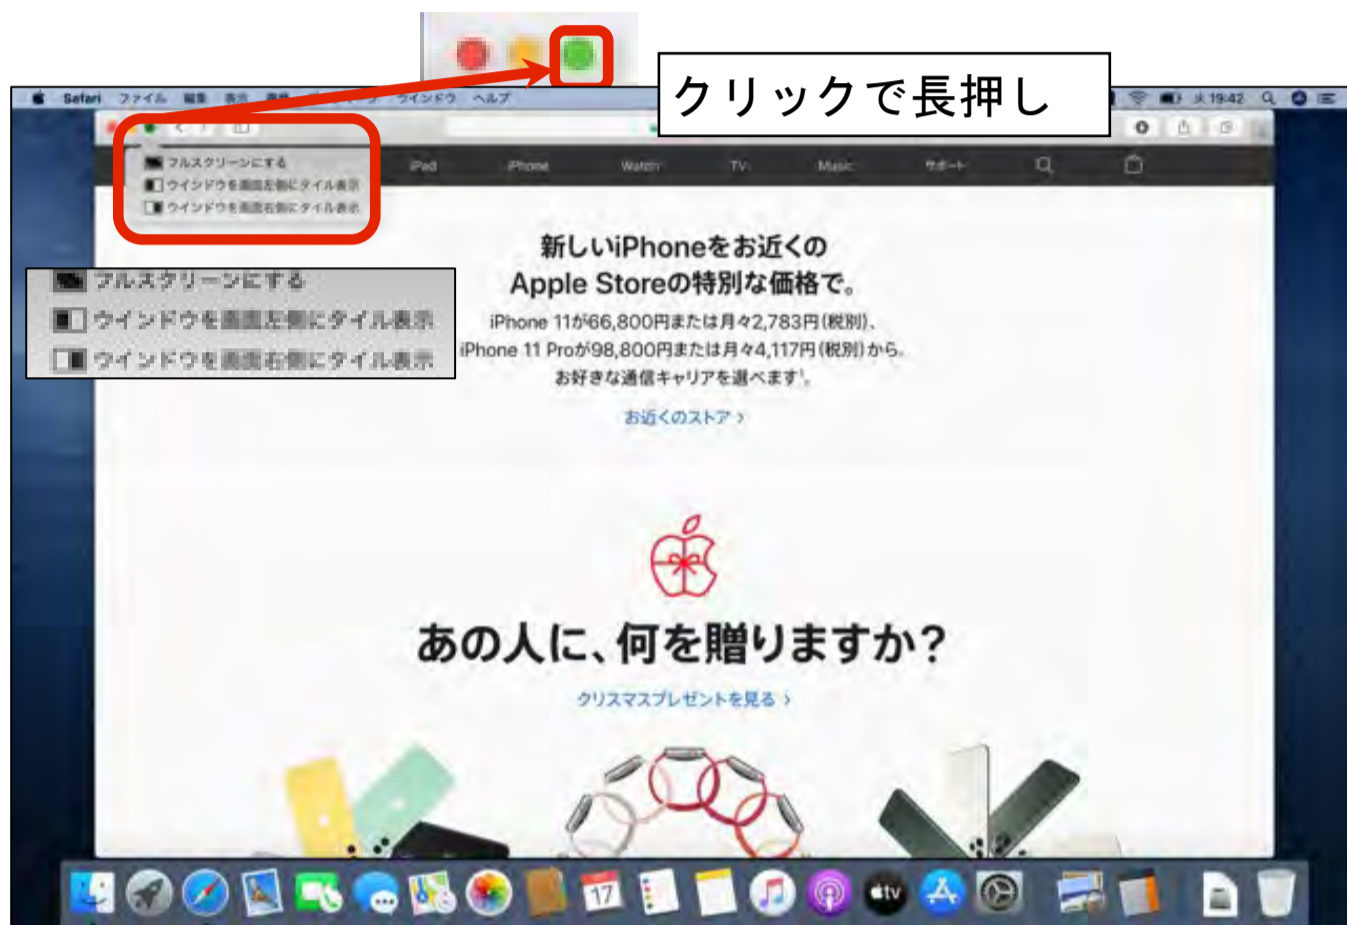 クリックで長押し
Safari ファイル 編集 表示 ウインドウ ヘルプ
火 19:42
フルスクリーンにする
ウインドウを画面左側にタイル表示
ウインドウを画面右側にタイル表示
iPad iPhone Watch TV Music サポート
フルスクリーンにする
ウインドウを画面左側にタイル表示
ウインドウを画面右側にタイル表示
新しいiPhoneをお近くの
Apple Storeの特別な価格で。
iPhone 11が66,800円または月々2,783円(税別)、
iPhone 11 Proが98,800円または月々4,117円(税別)から。
お好きな通信キャリアを選べます¹。
お近くのストア ›
あの人に、何を贈りますか?
クリスマスプレゼントを見る ›
17
tv